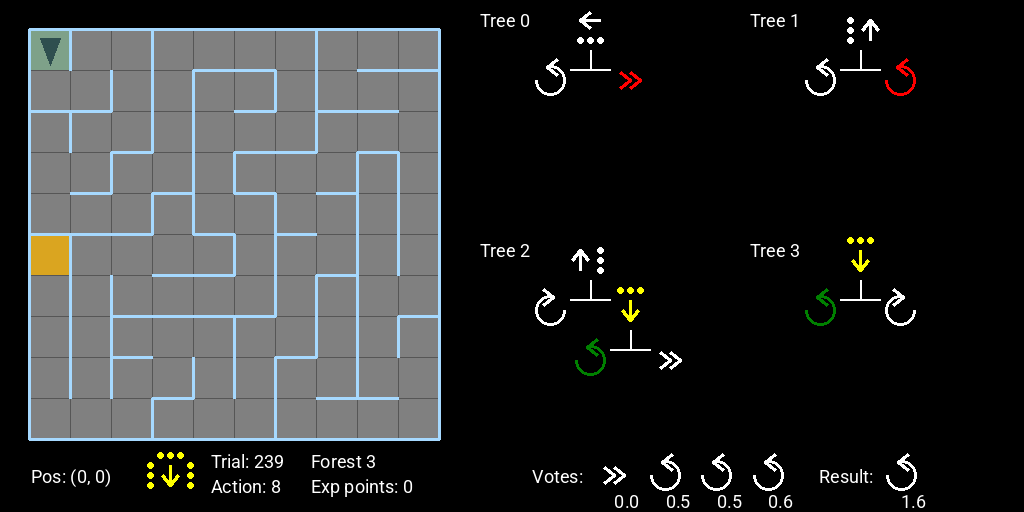 Tree 0
Tree 1
Tree 2
Tree 3
Pos: (0, 0)
Trial: 239
Forest 3
Action: 8
Exp points: 0
Votes:
0.0
0.5
0.5
0.6
Result:
1.6